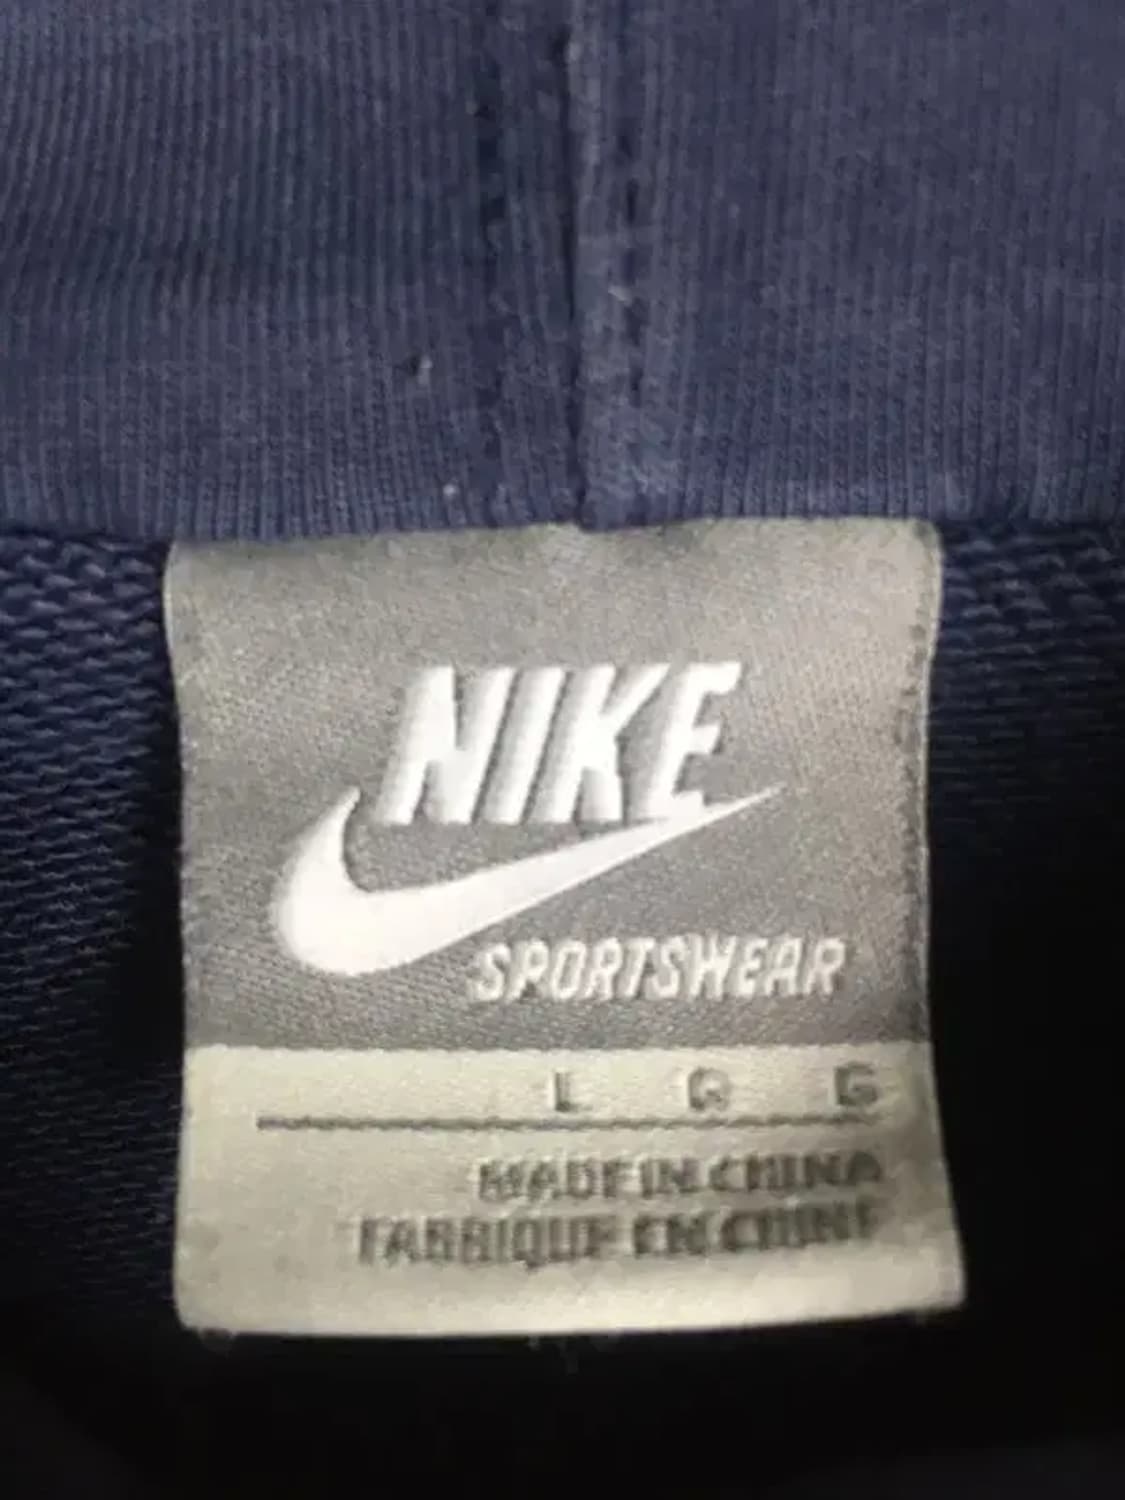 NIKE
SPORTSWEAR
L G G
MADE IN CHINA
FABRIQUE EN CHINE